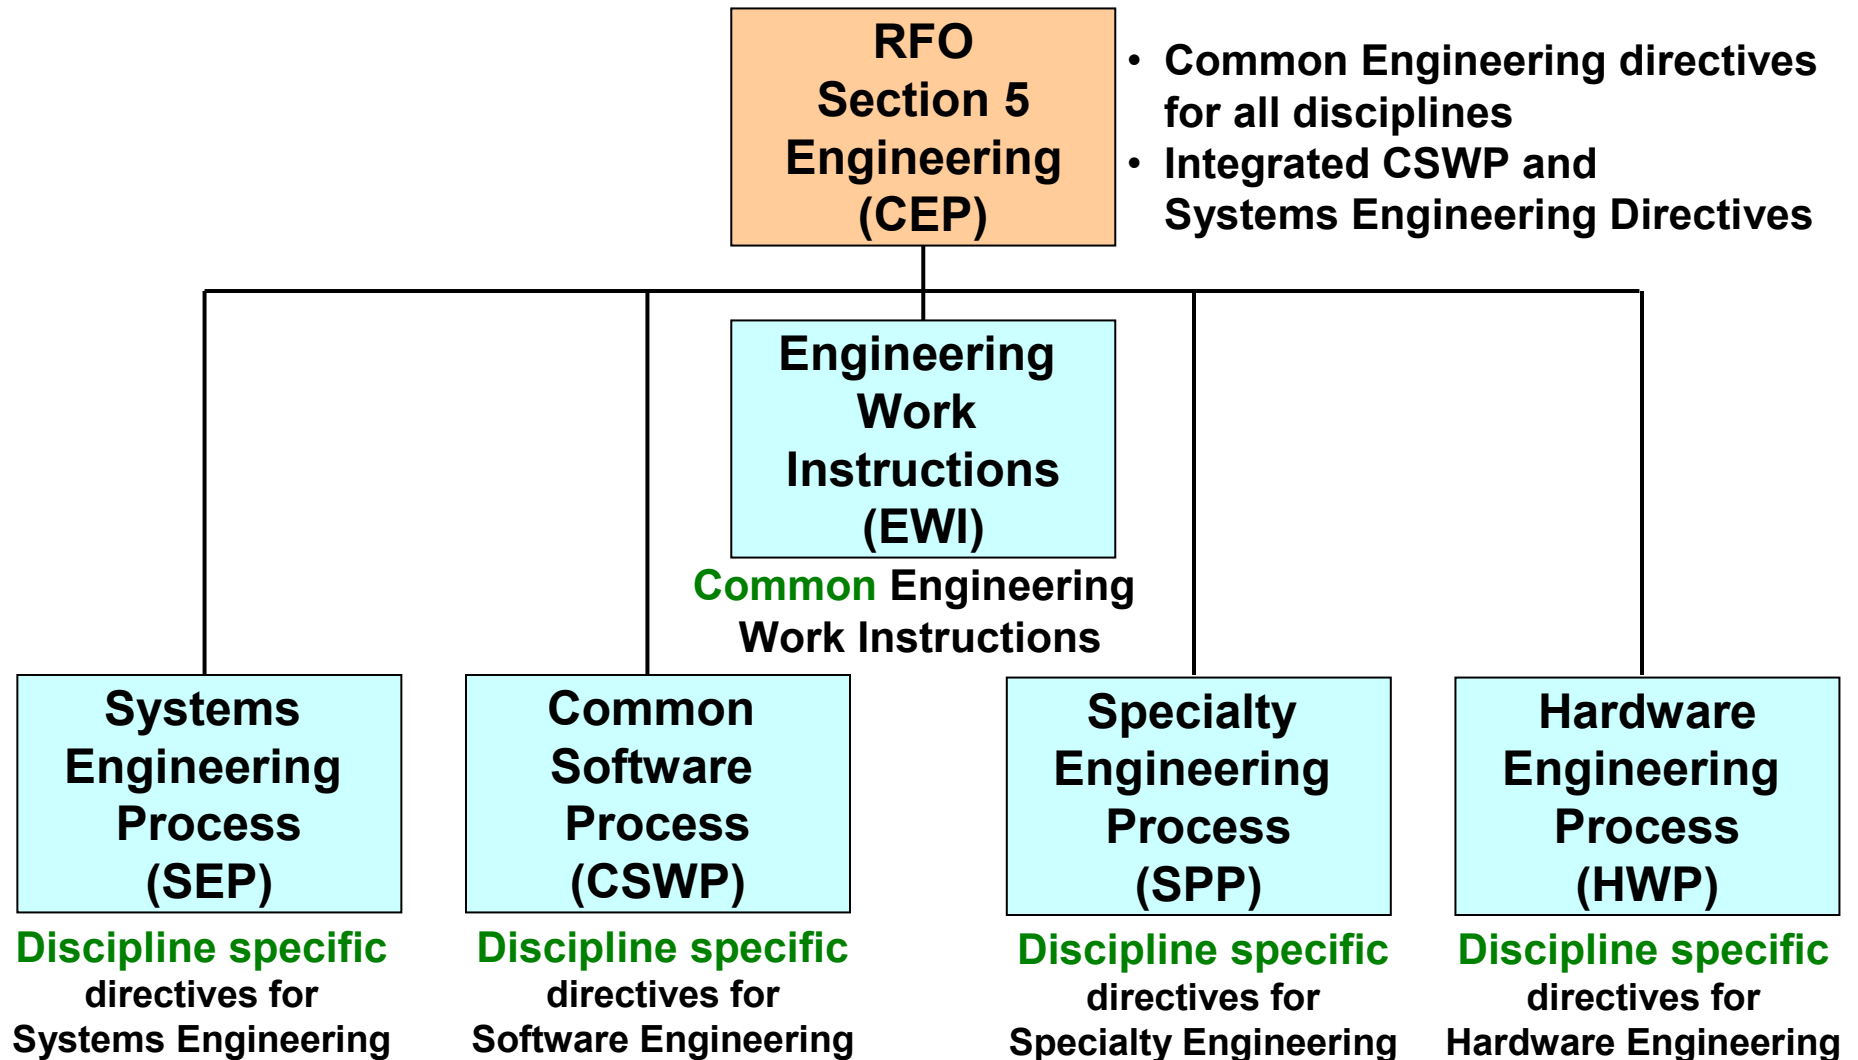 RFO
Section 5
Engineering
(CEP)
• Common Engineering directives
for all disciplines
• Integrated CSWP and
Systems Engineering Directives
Engineering
Work
Instructions
(EWI)
Common Engineering
Work Instructions
Systems
Engineering
Process
(SEP)
Discipline specific
directives for
Systems Engineering
Common
Software
Process
(CSWP)
Discipline specific
directives for
Software Engineering
Specialty
Engineering
Process
(SPP)
Discipline specific
directives for
Specialty Engineering
Hardware
Engineering
Process
(HWP)
Discipline specific
directives for
Hardware Engineering